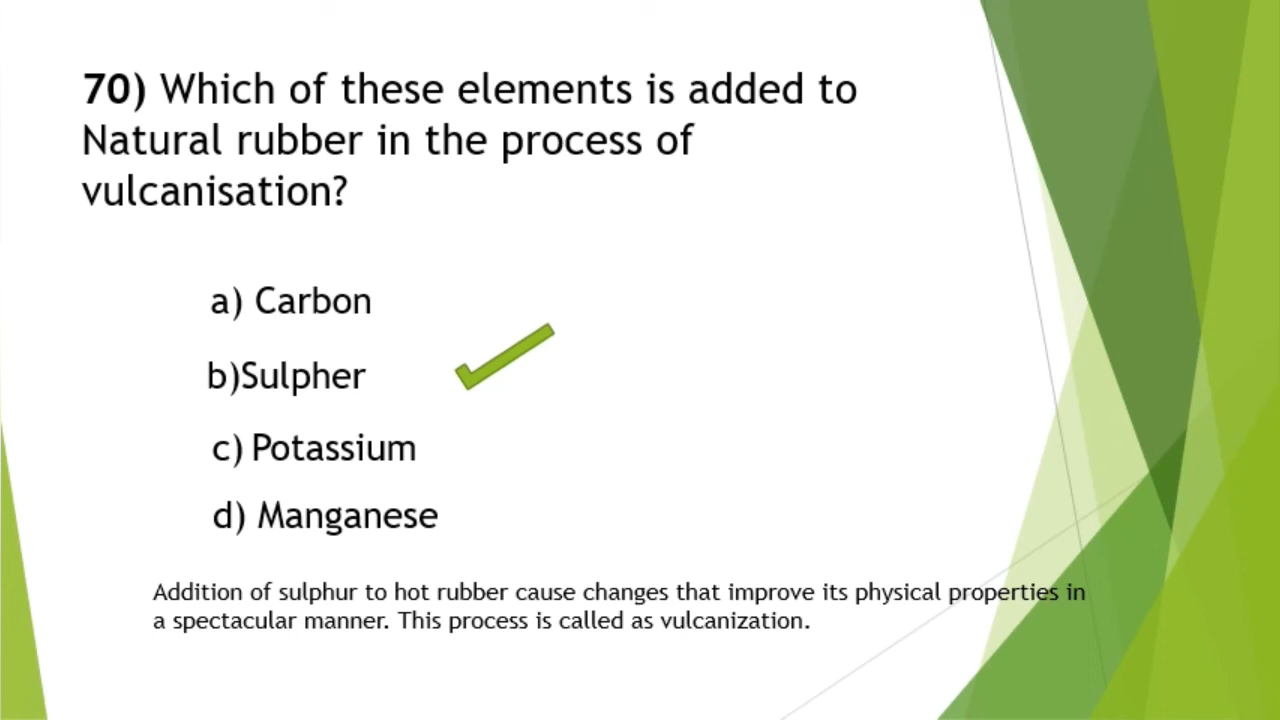 70) Which of these elements is added to
Natural rubber in the process of
vulcanisation?
a) Carbon
b)Sulpher
c) Potassium
d) Manganese
Addition of sulphur to hot rubber cause changes that improve its physical properties in
a spectacular manner. This process is called as vulcanization.